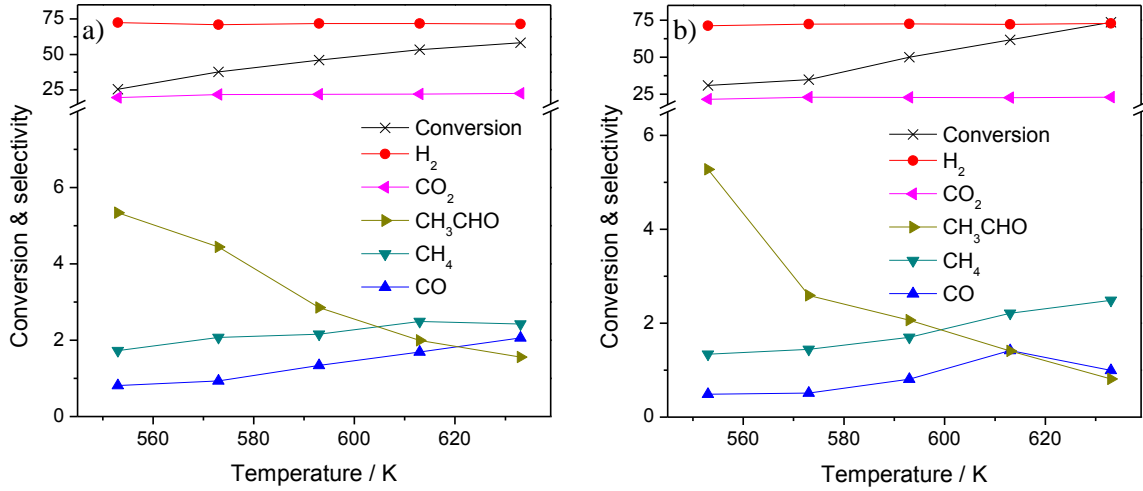 a)
75
50
25
6
4
2
0
Conversion & selectivity
Conversion
H₂
CO₂
CH₃CHO
CH₄
CO
560
580
600
620
Temperature / K
b)
75
50
25
6
4
2
0
Conversion & selectivity
Conversion
H₂
CO₂
CH₃CHO
CH₄
CO
560
580
600
620
Temperature / K